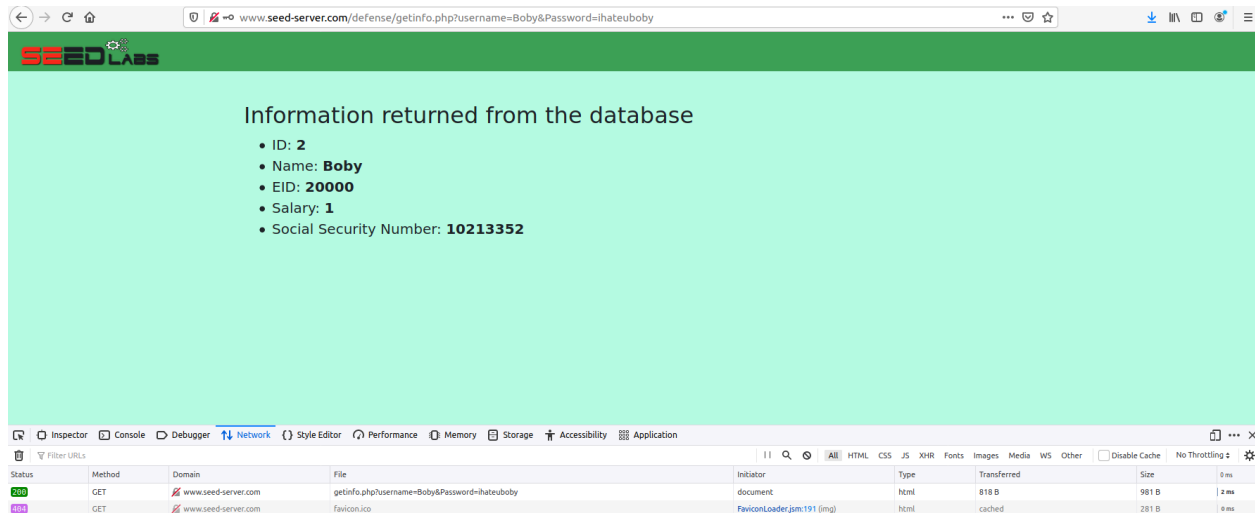 www.seed-server.com/defense/getinfo.php?username=Boby&Password=ihateuboby
SEED LABS
Information returned from the database
• ID: 2
• Name: Boby
• EID: 20000
• Salary: 1
• Social Security Number: 10213352
Inspector Console Debugger Network {} Style Editor Performance Memory Storage Accessibility Application
Filter URLs All HTML CSS JS XHR Fonts Images Media WS Other Disable Cache No Throttling
Status Method Domain File Initiator Type Transferred Size 0 ms
200 GET www.seed-server.com getinfo.php?username=Boby&Password=ihateuboby document html 818 B 981 B 2 ms
404 GET www.seed-server.com favicon.ico FaviconLoader.jsm:191 (img) html cached 281 B 0 ms